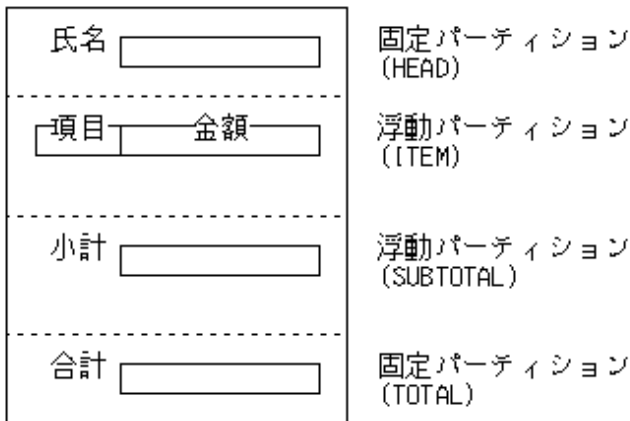 氏名 固定パーティション
(HEAD)
項目 金額 浮動パーティション
(ITEM)
小計 浮動パーティション
(SUBTOTAL)
合計 固定パーティション
(TOTAL)